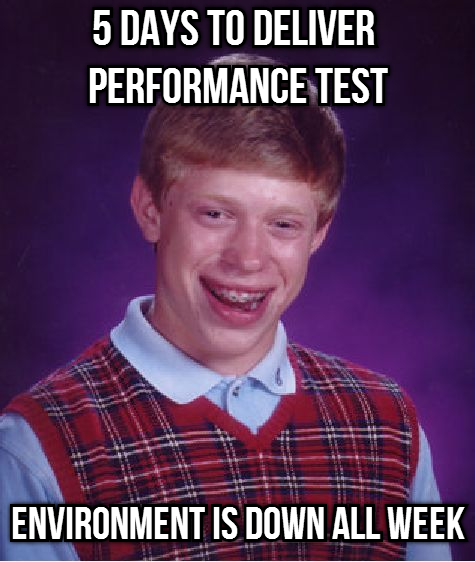 5 DAYS TO DELIVER
PERFORMANCE TEST
ENVIRONMENT IS DOWN ALL WEEK